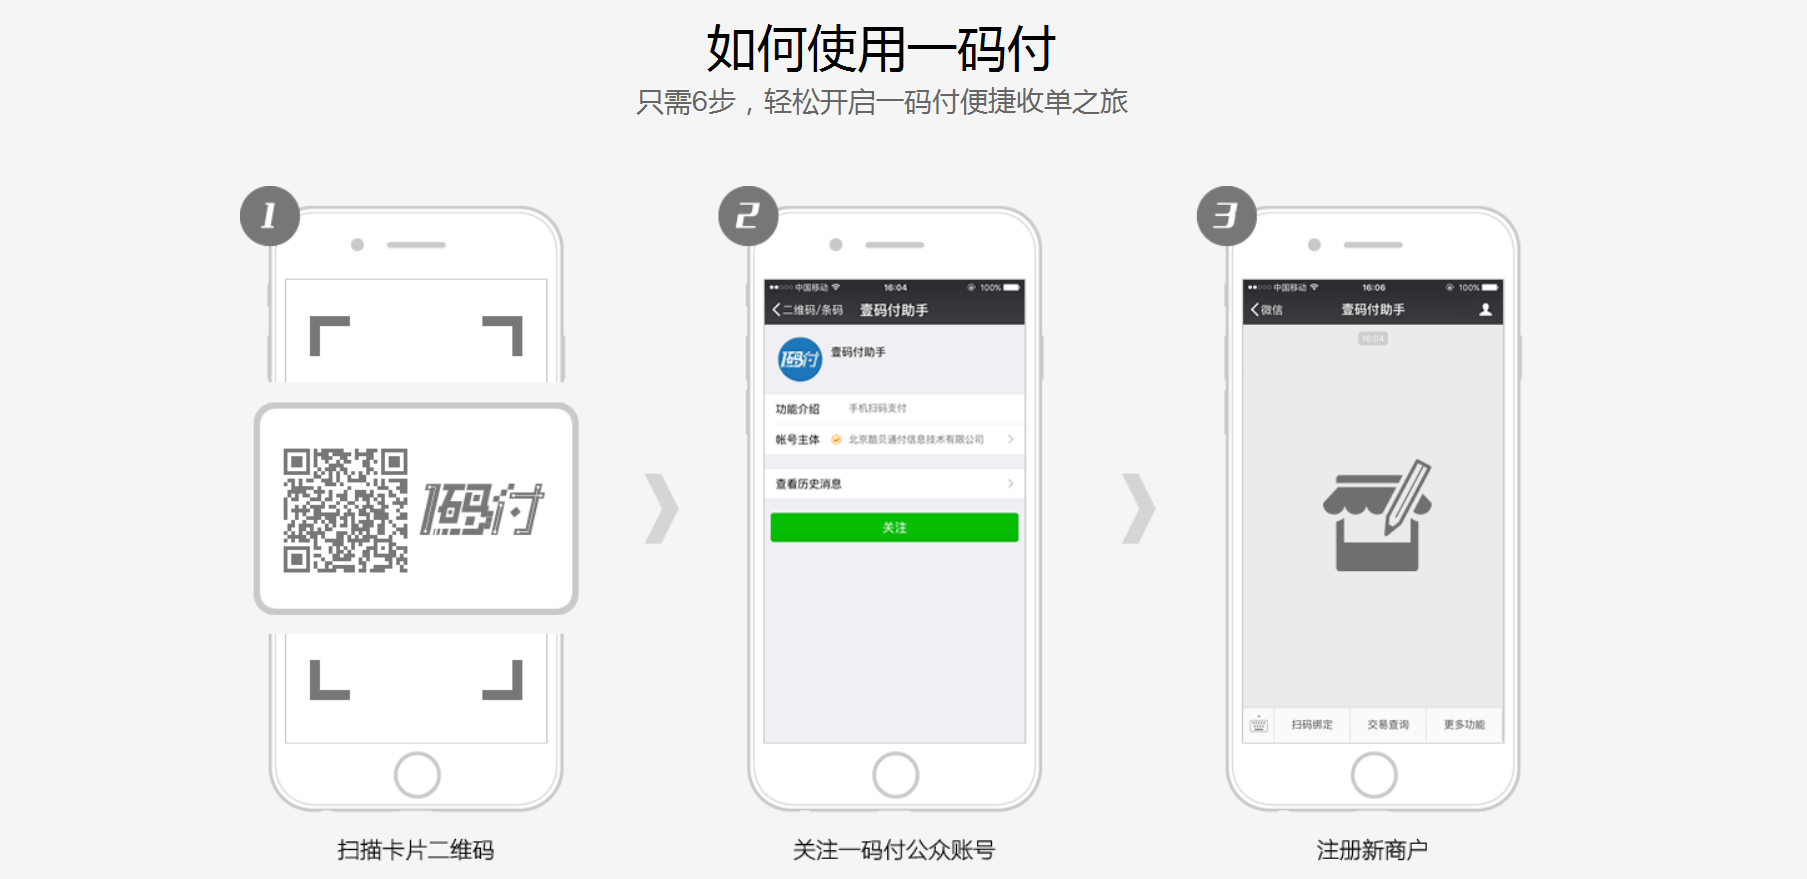 如何使用一码付
只需6步，轻松开启一码付便捷收单之旅
1
2
3
中国移动 16:04 100%
二维码/条码 壹码付助手
1码付 壹码付助手
功能介绍 手机扫码支付
帐号主体 北京酷贝通付信息技术有限公司
查看历史消息
关注
中国移动 16:06 100%
微信 壹码付助手
16:04
1码付
扫码绑定 交易查询 更多功能
扫描卡片二维码
关注一码付公众账号
注册新商户